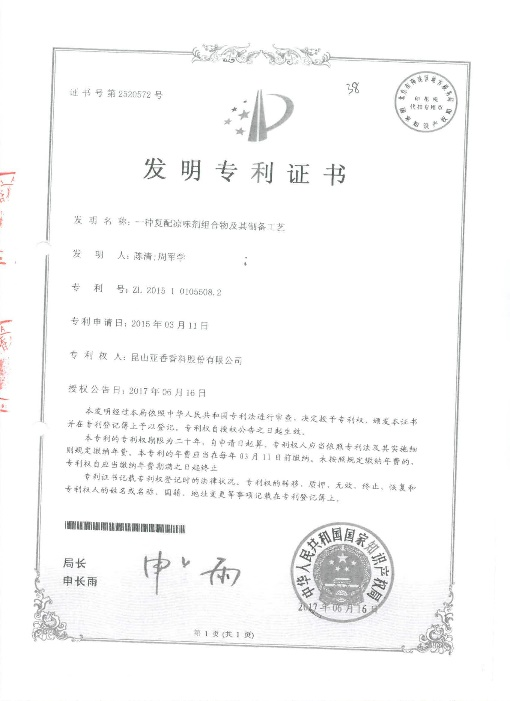 证书号第2520572号
38
发明专利证书
发明名称：一种复配凉味剂组合物及其制备工艺
发明人：陈清;周军学
专利号：ZL 2015 1 0105608.2
专利申请日：2015年03月11日
专利权人：昆山亚香香料股份有限公司
授权公告日：2017年06月16日
本发明经过本局依照中华人民共和国专利法进行审查，决定授予专利权，颁发本证书
并在专利登记簿上予以登记。专利权自授权公告之日起生效。
本专利的专利权期限为二十年，自申请日起算。专利权人应当依照专利法及其实施细
则规定缴纳年费。本专利的年费应当在每年03月11日前缴纳。未按照规定缴纳年费的，
专利权自应当缴纳年费期满之日起终止。
专利证书记载专利权登记时的法律状况。专利权的转移、质押、无效、终止、恢复和
专利权人的姓名或名称、国籍、地址变更等事项记载在专利登记簿上。
局长
申长雨
申长雨
中华人民共和国国家知识产权局
2017年06月16日
第1页(共1页)